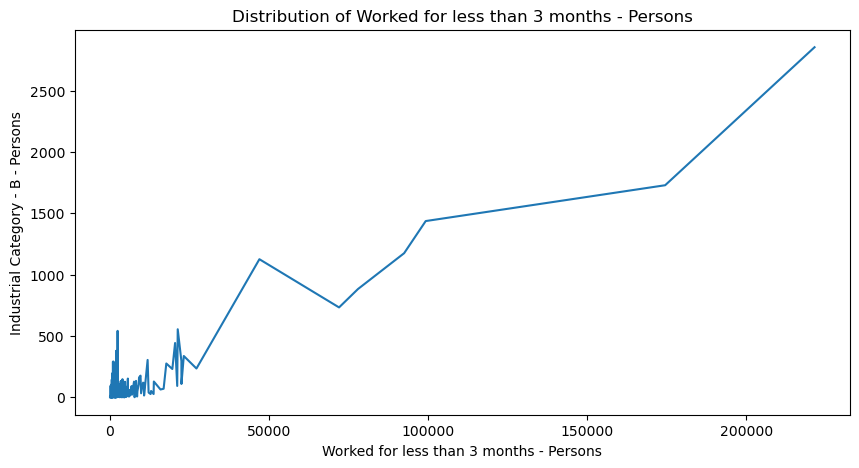 Distribution of Worked for less than 3 months - Persons
Industrial Category - B - Persons
2500
2000
1500
1000
500
0
0 50000 100000 150000 200000
Worked for less than 3 months - Persons